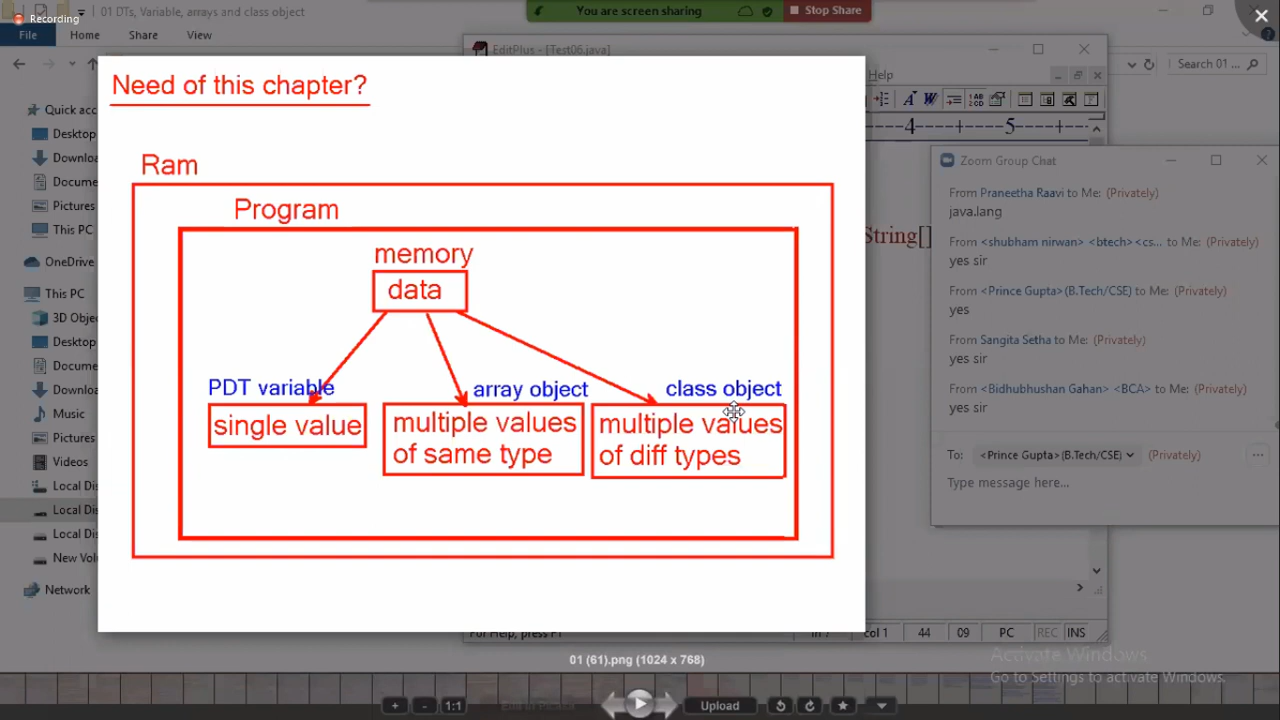 Recording
01 DTs, Variable, arrays and class object
You are screen sharing
Stop Share
File
Home
Share
View
EditPlus - [Test06.java]
Help
Search 01 ...
Need of this chapter?
Ram
Program
memory
data
PDT variable
array object
class object
single value
multiple values
of same type
multiple values
of diff types
Quick acc
Desktop
Downloa
Docume
Pictures
This PC
OneDrive
This PC
3D Objec
Desktop
Docume
Downloa
Music
Pictures
Videos
Local Dis
Local Dis
Local Dis
New Volu
Network
4
5
String[]
Zoom Group Chat
From Praneetha Raavi to Me: (Privately)
java.lang
From <shubham nirwan> <btech><cs... to Me: (Privately)
yes sir
From <Prince Gupta>(B.Tech/CSE) to Me: (Privately)
yes
From Sangita Setha to Me: (Privately)
yes sir
From <Bidhubhushan Gahan> <BCA> to Me: (Privately)
yes sir
To: <Prince Gupta>(B.Tech/CSE) (Privately)
Type message here...
For Help, press F1
col 1
44
09
PC
REC
INS
01 (61).png (1024 x 768)
Activate Windows
Go to Settings to activate Windows.
1:1
Edit in Picasa
Upload